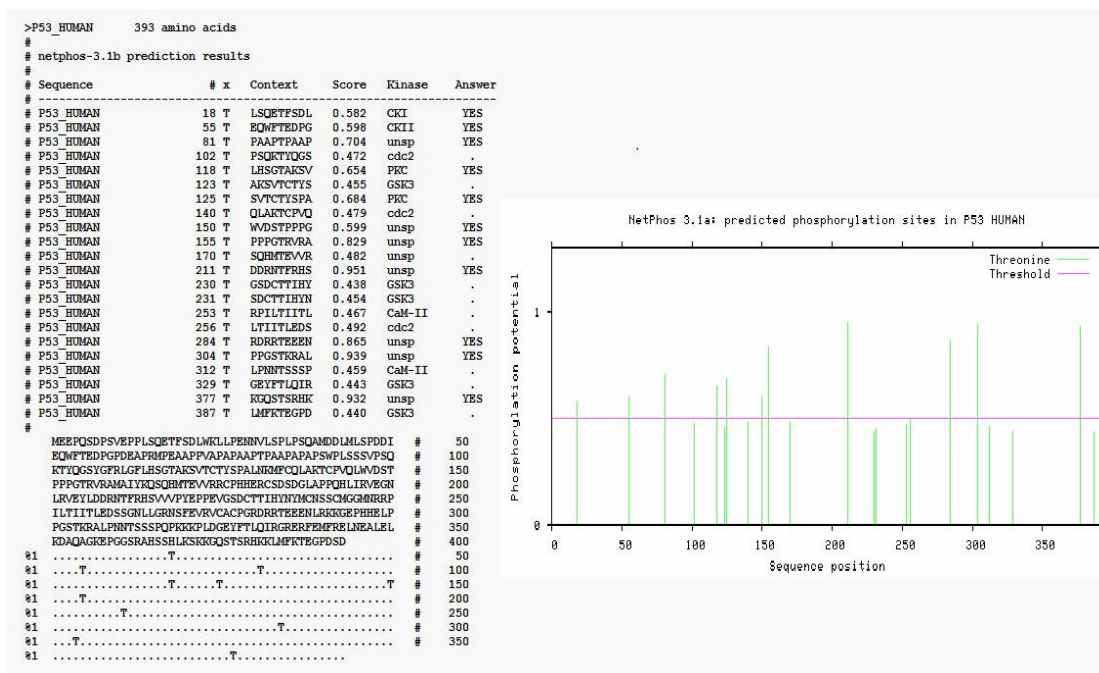 >P53_HUMAN 393 amino acids
#
# netphos-3.1b prediction results
#
# Sequence # x Context Score Kinase Answer
# -------------------------------------------------------------------
# P53_HUMAN 18 T LSQETFSDL 0.582 CKI YES
# P53_HUMAN 55 T EQWFTEDPG 0.598 CKII YES
# P53_HUMAN 81 T PAAPTPAAP 0.704 unsp YES
# P53_HUMAN 102 T PSQKTYQGS 0.472 cdc2 .
# P53_HUMAN 118 T LHSGTAKSV 0.654 PKC YES
# P53_HUMAN 123 T AKSVTCTYS 0.455 GSK3 .
# P53_HUMAN 125 T SVTCTYSPA 0.684 PKC YES
# P53_HUMAN 140 T QLAKTCPVQ 0.479 cdc2 .
# P53_HUMAN 150 T WVDSTPPPG 0.599 unsp YES
# P53_HUMAN 155 T PPPGTRVRA 0.829 unsp YES
# P53_HUMAN 170 T SQHMTEVVR 0.482 unsp .
# P53_HUMAN 211 T DDRNTFRHS 0.951 unsp YES
# P53_HUMAN 230 T GSDCTTIHY 0.438 GSK3 .
# P53_HUMAN 231 T SDCTTIHYN 0.454 GSK3 .
# P53_HUMAN 253 T RPILTIITL 0.467 CaM-II .
# P53_HUMAN 256 T LTIITLEDS 0.492 cdc2 .
# P53_HUMAN 284 T RDRRTEEEN 0.865 unsp YES
# P53_HUMAN 304 T PPGSTKRAL 0.939 unsp YES
# P53_HUMAN 312 T LPNNTSSSP 0.459 CaM-II .
# P53_HUMAN 329 T GEYFTLQIR 0.443 GSK3 .
# P53_HUMAN 377 T KGQSTSRHK 0.932 unsp YES
# P53_HUMAN 387 T LMFKTEGPD 0.440 GSK3 .
#
MEEPQSDPSVEPPLSQETFSDLWKLLPENNVLSPLPSQAMDDLMLSPDDI # 50
EQWFTEDPGPDEAPRMPEAAPPVAPAPAAPTPAAPAPAPSWPLSSSVPSQ # 100
KTYQGSYGFRLGFLHSGTAKSVTCTYSPALNKMFCQLAKTCPVQLWVDST # 150
PPPGTRVRAMAIYKQSQHMTEVVRRCPHHERCSDSDGLAPPQHLIRVEGN # 200
LRVEYLDDRNTFRHSVVVPYEPPEVGSDCTTIHYNYMCNSSCMGGMNRRP # 250
ILTIITLEDSSGNLLGRNSFEVRVCACPGRDRRTEEENLRKKGEPHHELP # 300
PGSTKRALPNNTSSSPQPKKKPLDGEYFTLQIRGRERFEMFRELNEALEL # 350
KDAQAGKEPGGSRAHSSHLKSKKGQSTSRHKKLMFKTEGPDSD # 400
%1 .................T................................ # 50
%1 ....T.........................T................... # 100
%1 .................T......T........................T # 150
%1 ....T............................................. # 200
%1 ..........T....................................... # 250
%1 .................................T................ # 300
%1 ...T.............................................. # 350
%1 ..........................T................
NetPhos 3.1a: predicted phosphorylation sites in P53 HUMAN
Threonine
Threshold
Phosphorylation potential
1
0
0 50 100 150 200 250 300 350
Sequence position